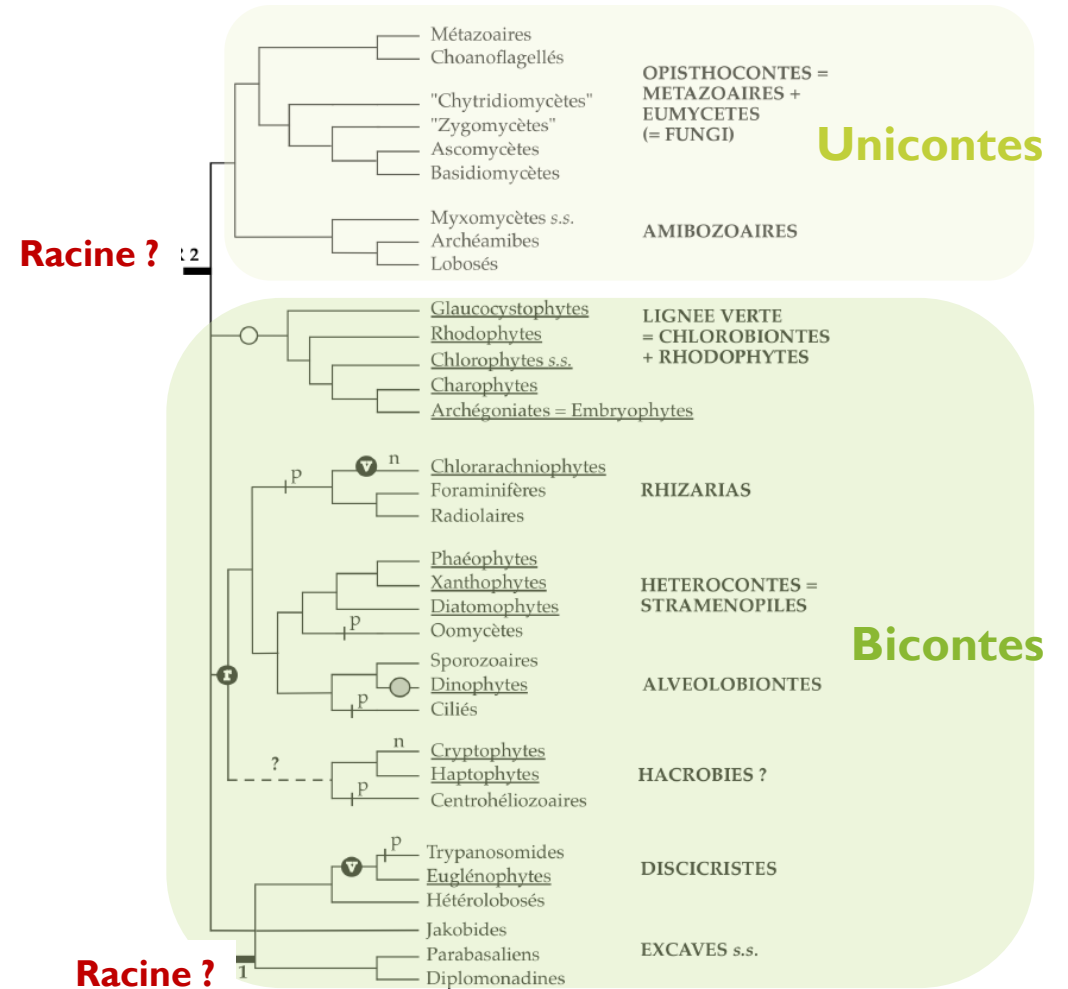 Métazoaires
Choanoflagellés
"Chytridiomycètes"
"Zygomycètes"
Ascomycètes
Basidiomycètes
OPISTHOCONTES =
METAZOAIRES +
EUMYCETES
(= FUNGI)
Unicontes
Myxomycètes s.s.
Archéamibes
Lobosés
AMIBOZOAIRES
Racine ?
2
Glaucocystophytes
Rhodophytes
Chlorophytes s.s.
Charophytes
Archégoniates = Embryophytes
LIGNEE VERTE
= CHLOROBIONTES
+ RHODOPHYTES
p
v
n
Chlorarachniophytes
Foraminifères
Radiolaires
RHIZARIAS
Phaéophytes
Xanthophytes
Diatomophytes
p
Oomycètes
HETEROCONTES =
STRAMENOPILES
Bicontes
r
Sporozoaires
Dinophytes
p
Ciliés
ALVEOLOBIONTES
?
n
Cryptophytes
Haptophytes
p
Centrohéliozoaires
HACROBIES ?
v
p
Trypanosomides
Euglénophytes
Hétérolobosés
DISCICRISTES
Jakobides
Parabasaliens
Diplomonadines
EXCAVES s.s.
Racine ?
1